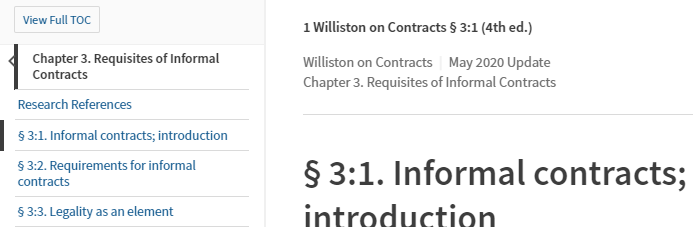 View Full TOC
Chapter 3. Requisites of Informal
Contracts
Research References
§ 3:1. Informal contracts; introduction
§ 3:2. Requirements for informal
contracts
§ 3:3. Legality as an element
1 Williston on Contracts § 3:1 (4th ed.)
Williston on Contracts | May 2020 Update
Chapter 3. Requisites of Informal Contracts
§ 3:1. Informal contracts;
introduction